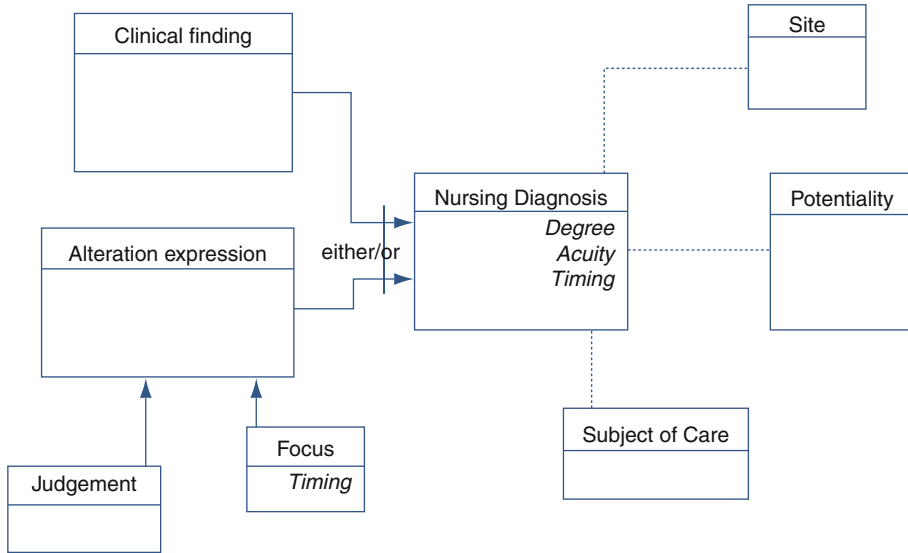 Clinical finding
Site
Nursing Diagnosis
Degree
Acuity
Timing
Potentiality
either/or
Alteration expression
Subject of Care
Focus
Timing
Judgement